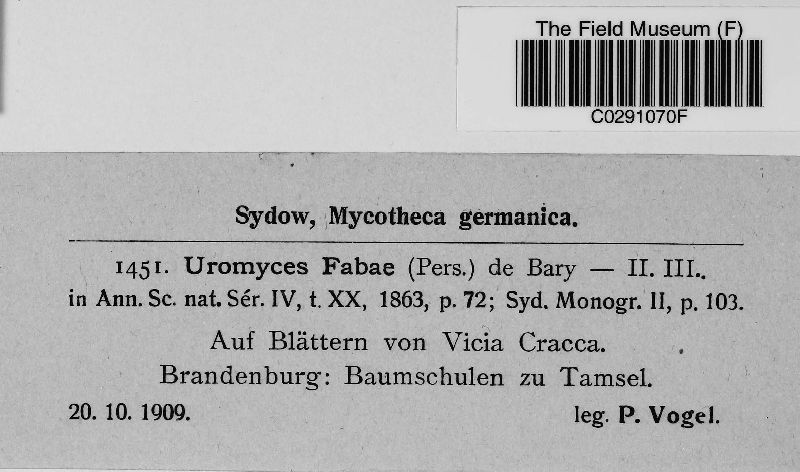 The Field Museum (F)
C0291070F
Sydow, Mycotheca germanica.
1451. Uromyces Fabae (Pers.) de Bary — II. III..
in Ann. Sc. nat. Sér. IV, t. XX, 1863, p. 72; Syd. Monogr. II, p. 103.
Auf Blättern von Vicia Cracca.
Brandenburg: Baumschulen zu Tamsel.
20. 10. 1909. leg. P. Vogel.